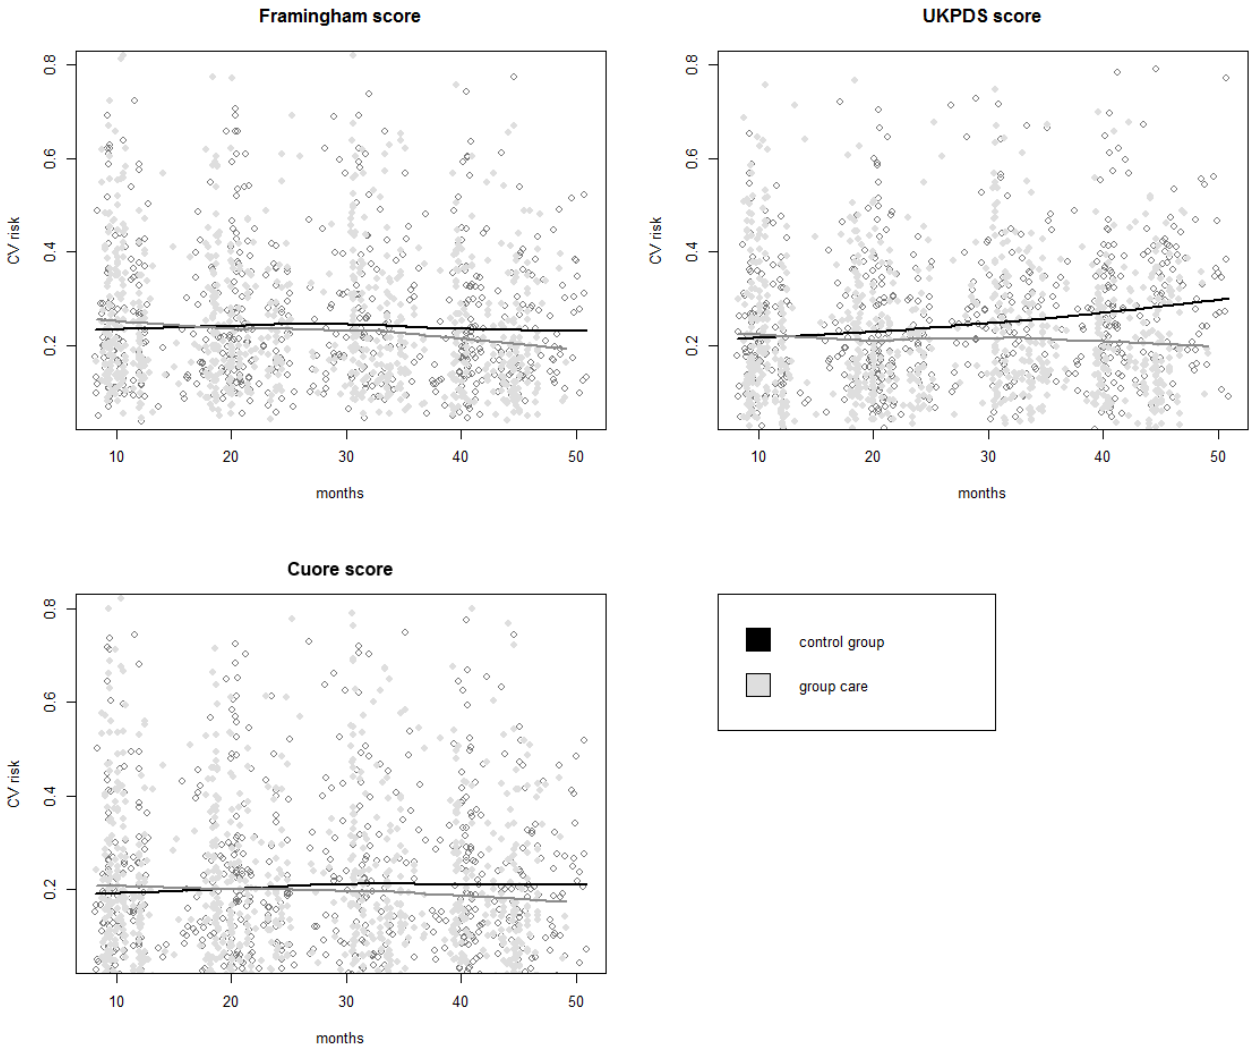 Framingham score
CV risk
0.8
0.6
0.4
0.2
10 20 30 40 50
months
UKPDS score
CV risk
0.8
0.6
0.4
0.2
10 20 30 40 50
months
Cuore score
CV risk
0.8
0.6
0.4
0.2
10 20 30 40 50
months
control group
group care